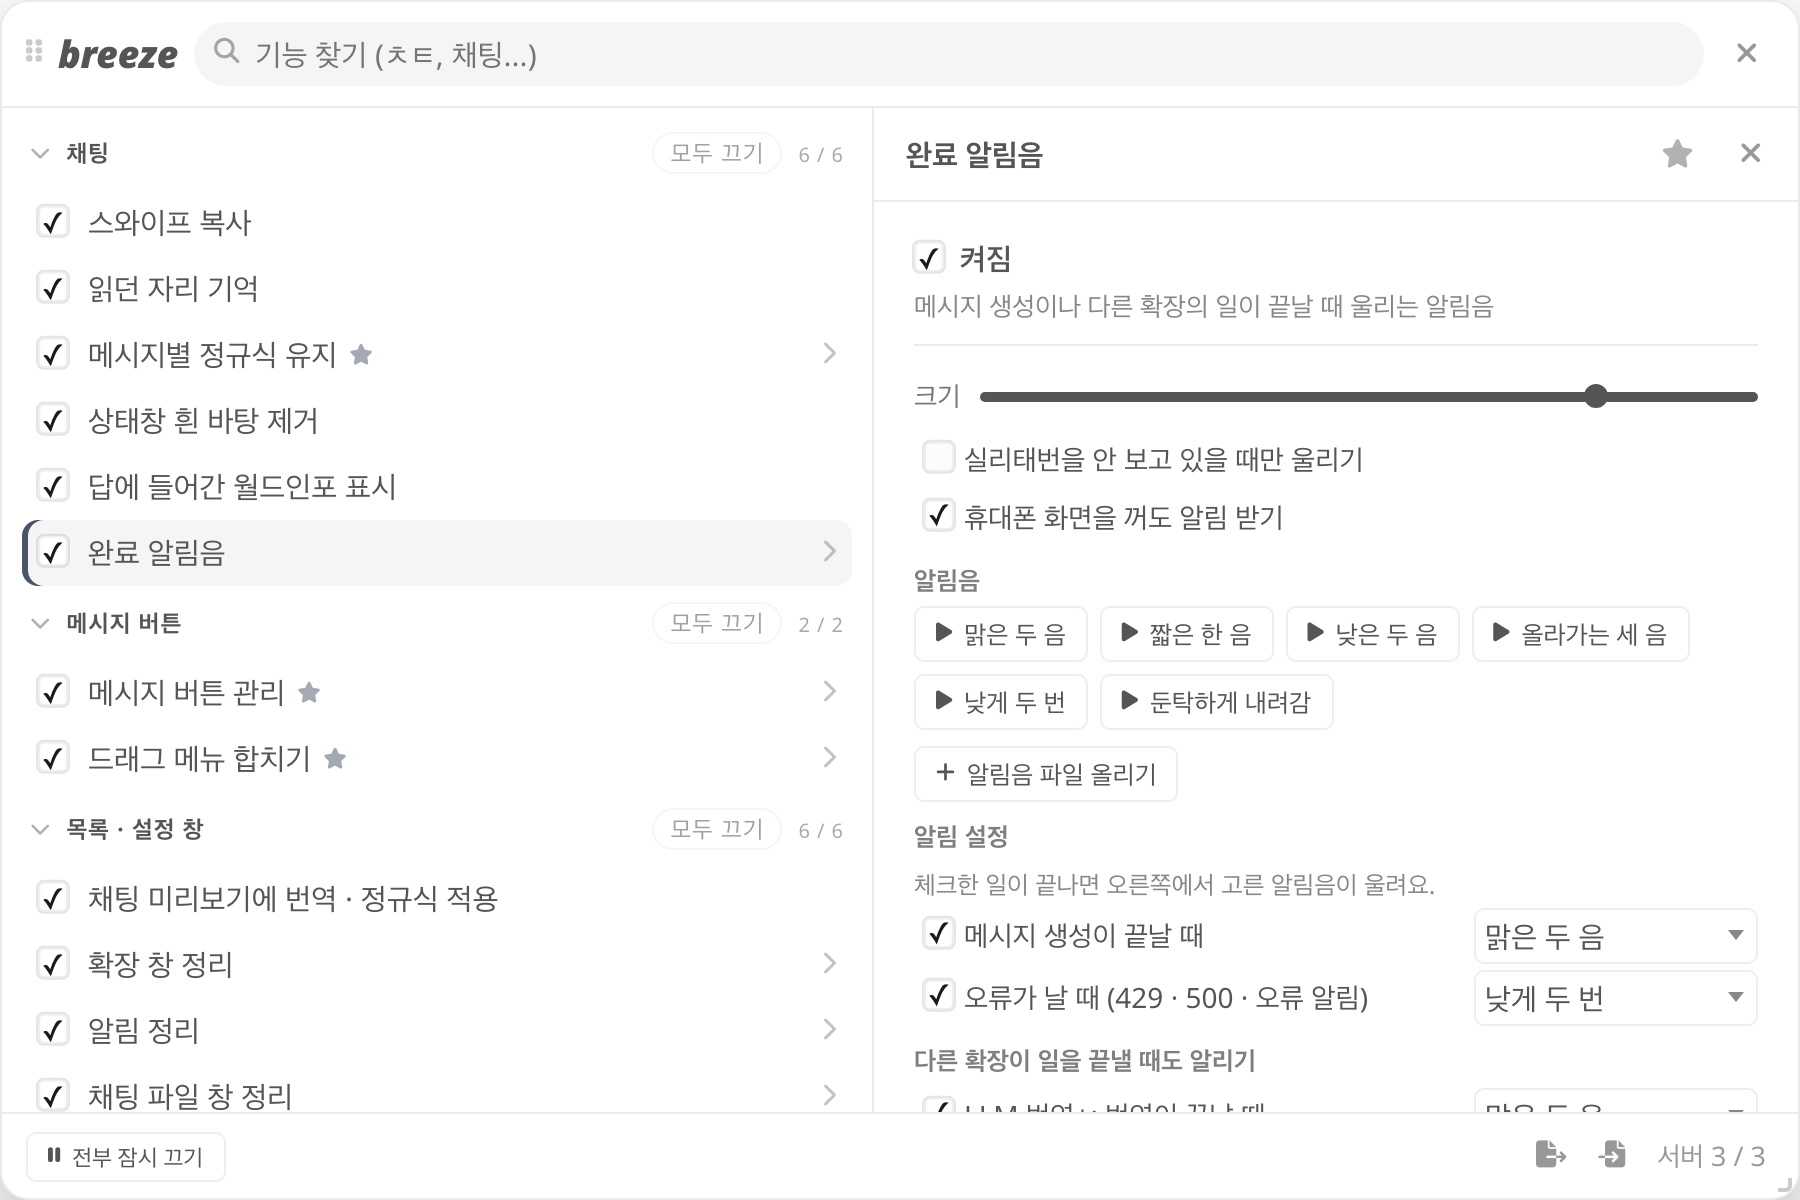 breeze
기능 찾기 (ㅊㅌ, 채팅...)
채팅 모두 끄기 6 / 6
스와이프 복사
읽던 자리 기억
메시지별 정규식 유지
상태창 흰 바탕 제거
답에 들어간 월드인포 표시
완료 알림음
메시지 버튼 모두 끄기 2 / 2
메시지 버튼 관리
드래그 메뉴 합치기
목록 · 설정 창 모두 끄기 6 / 6
채팅 미리보기에 번역 · 정규식 적용
확장 창 정리
알림 정리
채팅 파일 창 정리
완료 알림음
켜짐
메시지 생성이나 다른 확장의 일이 끝날 때 울리는 알림음
크기
실리태번을 안 보고 있을 때만 울리기
휴대폰 화면을 꺼도 알림 받기
알림음
맑은 두 음 짧은 한 음 낮은 두 음 올라가는 세 음
낮게 두 번 둔탁하게 내려감
+ 알림음 파일 올리기
알림 설정
체크한 일이 끝나면 오른쪽에서 고른 알림음이 울려요.
메시지 생성이 끝날 때 맑은 두 음
오류가 날 때 (429 · 500 · 오류 알림) 낮게 두 번
다른 확장이 일을 끝낼 때도 알리기
맑은 두 음
전부 잠시 끄기
서버 3 / 3